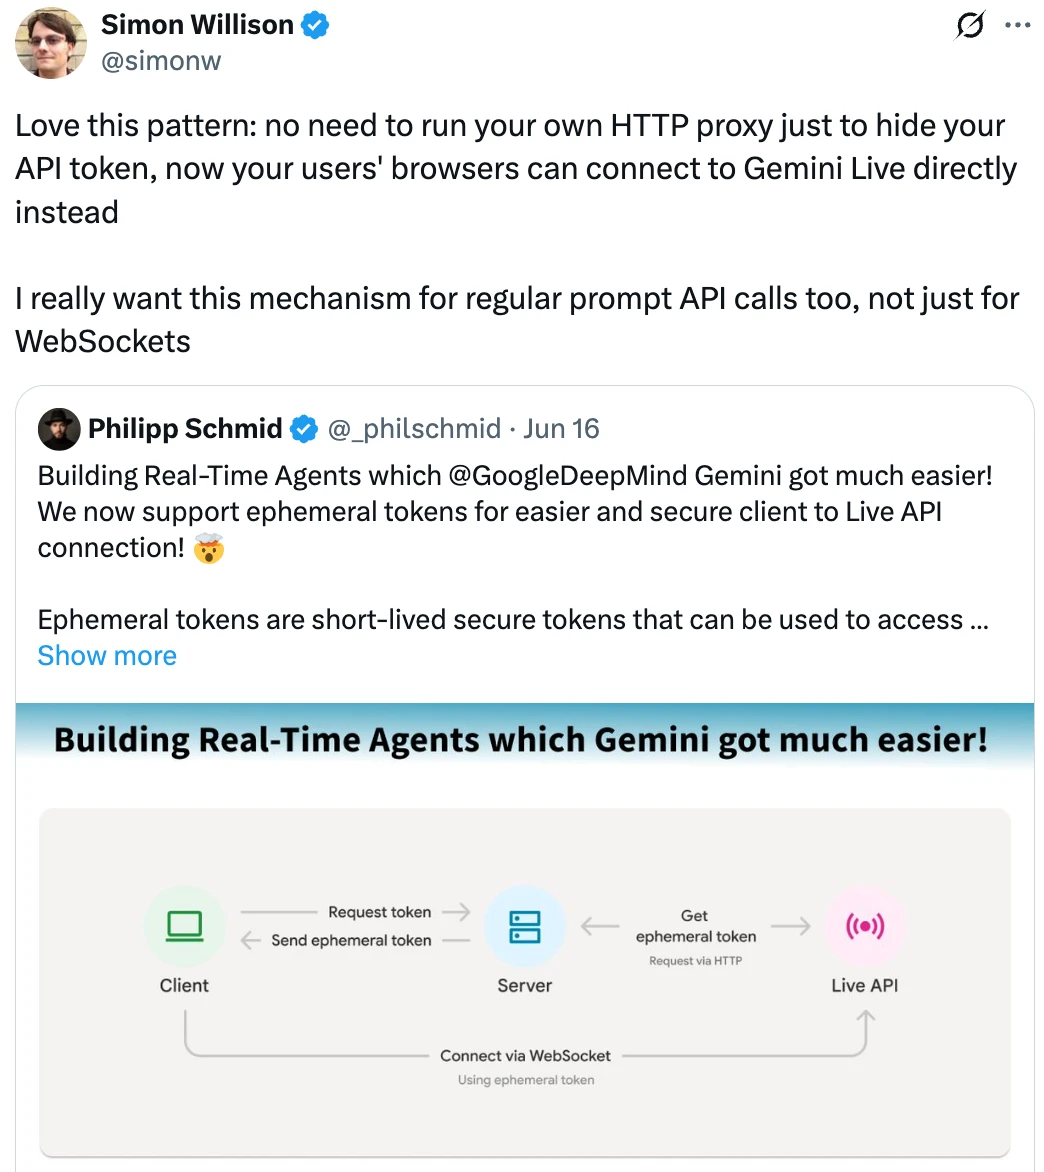 Simon Willison
@simonw
Love this pattern: no need to run your own HTTP proxy just to hide your
API token, now your users' browsers can connect to Gemini Live directly
instead
I really want this mechanism for regular prompt API calls too, not just for
WebSockets
Philipp Schmid @_philschmid · Jun 16
Building Real-Time Agents which @GoogleDeepMind Gemini got much easier!
We now support ephemeral tokens for easier and secure client to Live API
connection! 🤯
Ephemeral tokens are short-lived secure tokens that can be used to access ...
Show more
Building Real-Time Agents which Gemini got much easier!
Request token
Send ephemeral token
Get
ephemeral token
Request via HTTP
Client
Server
Live API
Connect via WebSocket
Using ephemeral token